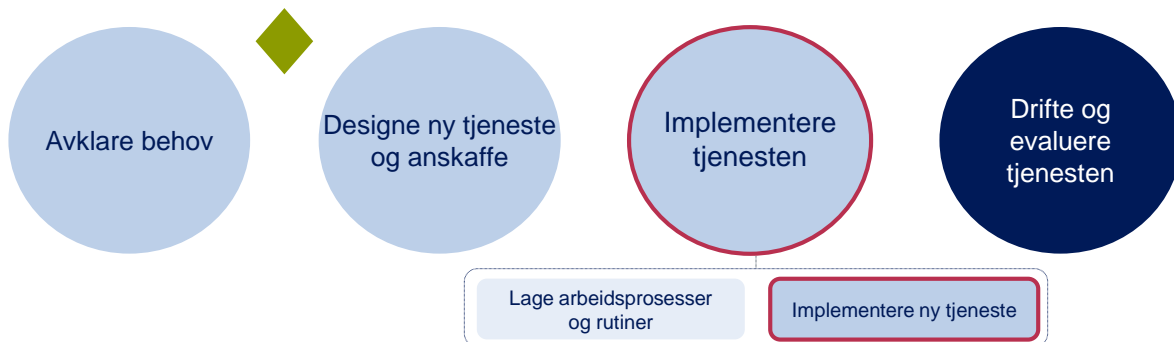 Avklare behov
Designe ny tjeneste
og anskaffe
Implementere
tjenesten
Drifte og
evaluere
tjenesten
Lage arbeidsprosesser
og rutiner
Implementere ny tjeneste